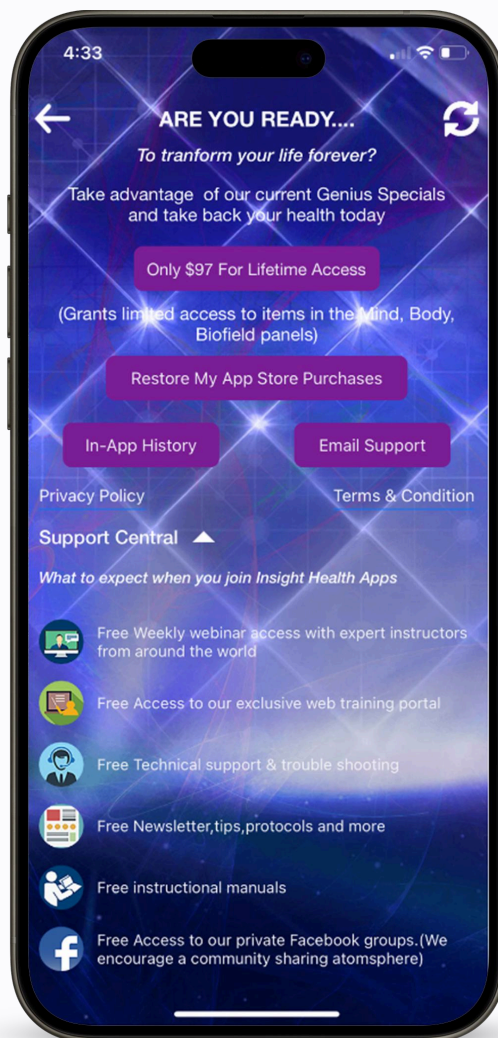 4:33
ARE YOU READY....
To tranform your life forever?
Take advantage of our current Genius Specials
and take back your health today
Only $97 For Lifetime Access
(Grants limited access to items in the Mind, Body,
Biofield panels)
Restore My App Store Purchases
In-App History
Email Support
Privacy Policy
Terms & Condition
Support Central
What to expect when you join Insight Health Apps
Free Weekly webinar access with expert instructors
from around the world
Free Access to our exclusive web training portal
Free Technical support & trouble shooting
Free Newsletter,tips,protocols and more
Free instructional manuals
Free Access to our private Facebook groups.(We
encourage a community sharing atomsphere)